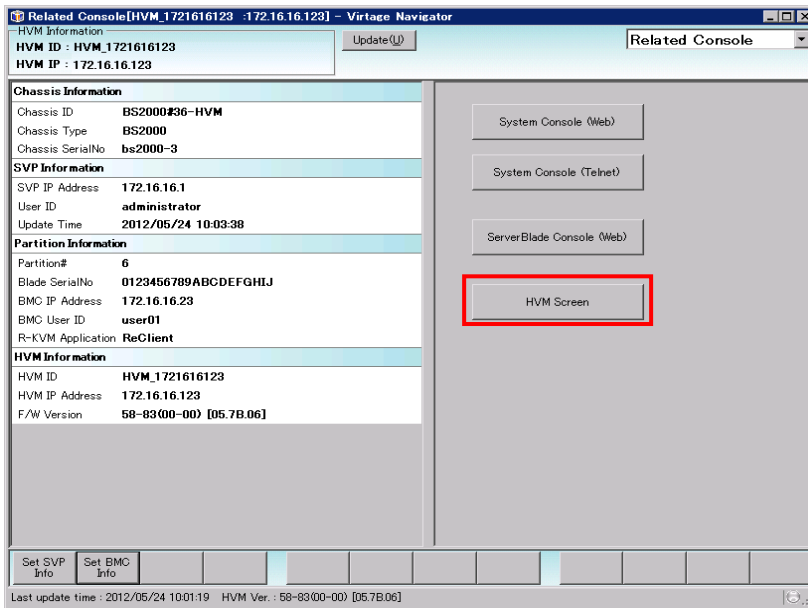 Related Console[HVM_1721616123 :172.16.16.123] - Virtage Navigator
HVM Information
HVM ID : HVM_1721616123
HVM IP : 172.16.16.123
Update(U)
Related Console
Chassis Information
Chassis ID BS2000#36-HVM
Chassis Type BS2000
Chassis SerialNo bs2000-3
SVP Information
SVP IP Address 172.16.16.1
User ID administrator
Update Time 2012/05/24 10:03:38
Partition Information
Partition# 6
Blade SerialNo 0123456789ABCDEFGHIJ
BMC IP Address 172.16.16.23
BMC User ID user01
R-KVM Application ReClient
HVM Information
HVM ID HVM_1721616123
HVM IP Address 172.16.16.123
F/W Version 58-83(00-00) [05.7B.06]
System Console (Web)
System Console (Telnet)
ServerBlade Console (Web)
HVM Screen
Set SVP Info
Set BMC Info
Last update time : 2012/05/24 10:01:19 HVM Ver. : 58-83(00-00) [05.7B.06]